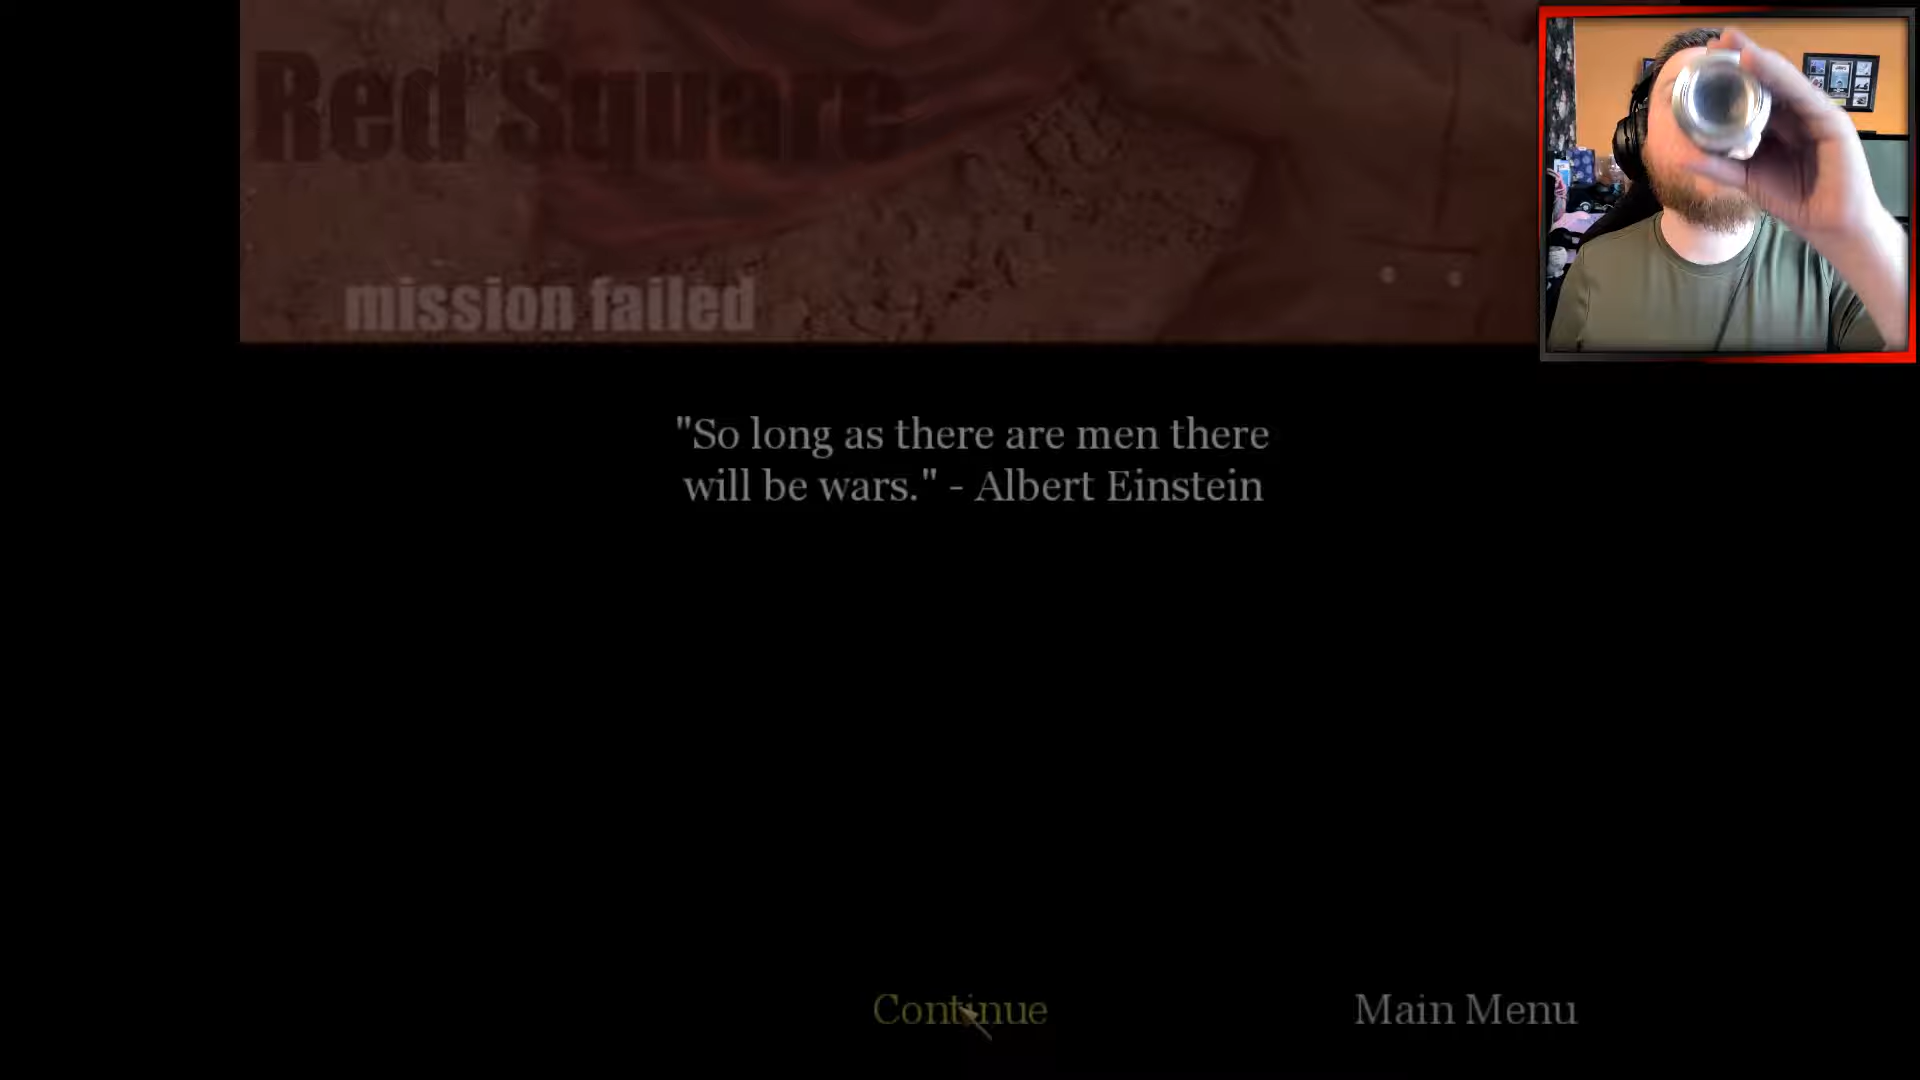 Red Square
mission failed
"So long as there are men there
will be wars." - Albert Einstein
Continue
Main Menu